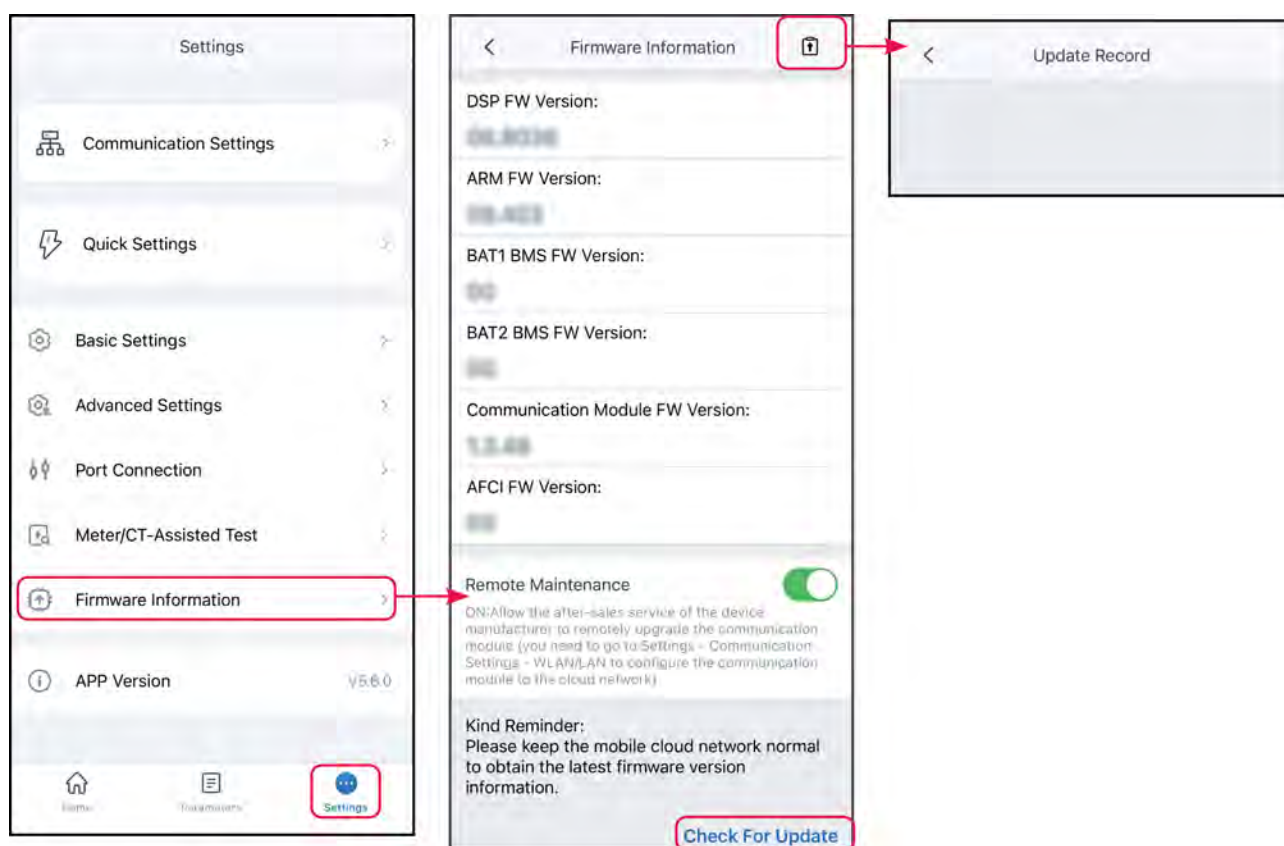 Settings
Communication Settings
Quick Settings
Basic Settings
Advanced Settings
Port Connection
Meter/CT-Assisted Test
Firmware Information
APP Version V5.6.0
Home Parameters Settings
Firmware Information
DSP FW Version:
ARM FW Version:
BAT1 BMS FW Version:
BAT2 BMS FW Version:
Communication Module FW Version:
1.3.48
AFCI FW Version:
Remote Maintenance
ON:Allow the after-sales service of the device
manufacturer to remotely upgrade the communication
module (you need to go to Settings - Communication
Settings - WLAN/LAN to configure the communication
module to the cloud network)
Kind Reminder:
Please keep the mobile cloud network normal
to obtain the latest firmware version
information.
Check For Update
Update Record